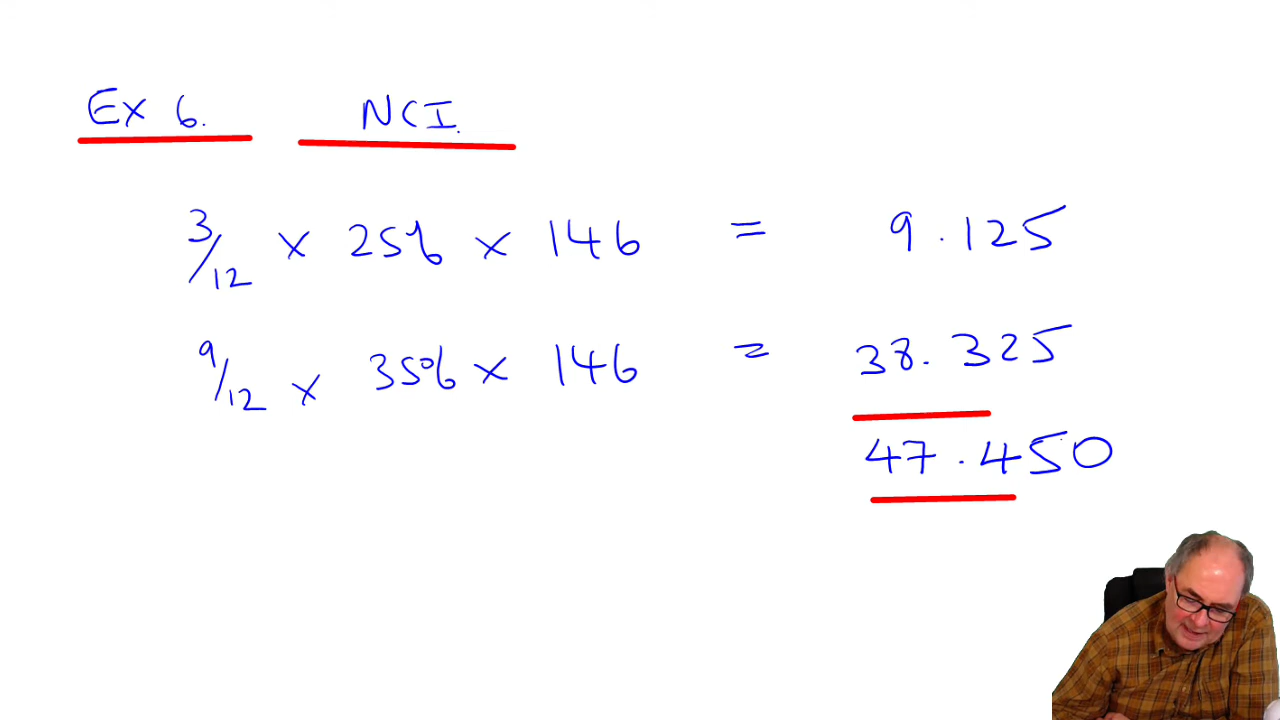 Ex 6. NCI.
3/12 × 25% × 146 = 9.125
9/12 × 35% × 146 = 38.325
47.450